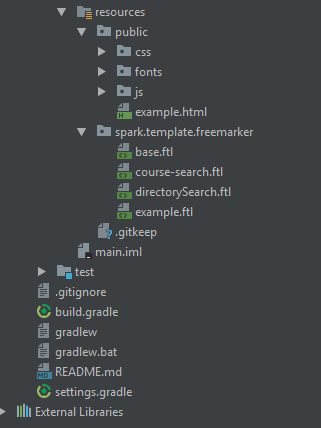 resources
public
css
fonts
js
example.html
spark.template.freemarker
base.ftl
course-search.ftl
directorySearch.ftl
example.ftl
.gitkeep
main.iml
test
.gitignore
build.gradle
gradlew
gradlew.bat
README.md
settings.gradle
External Libraries